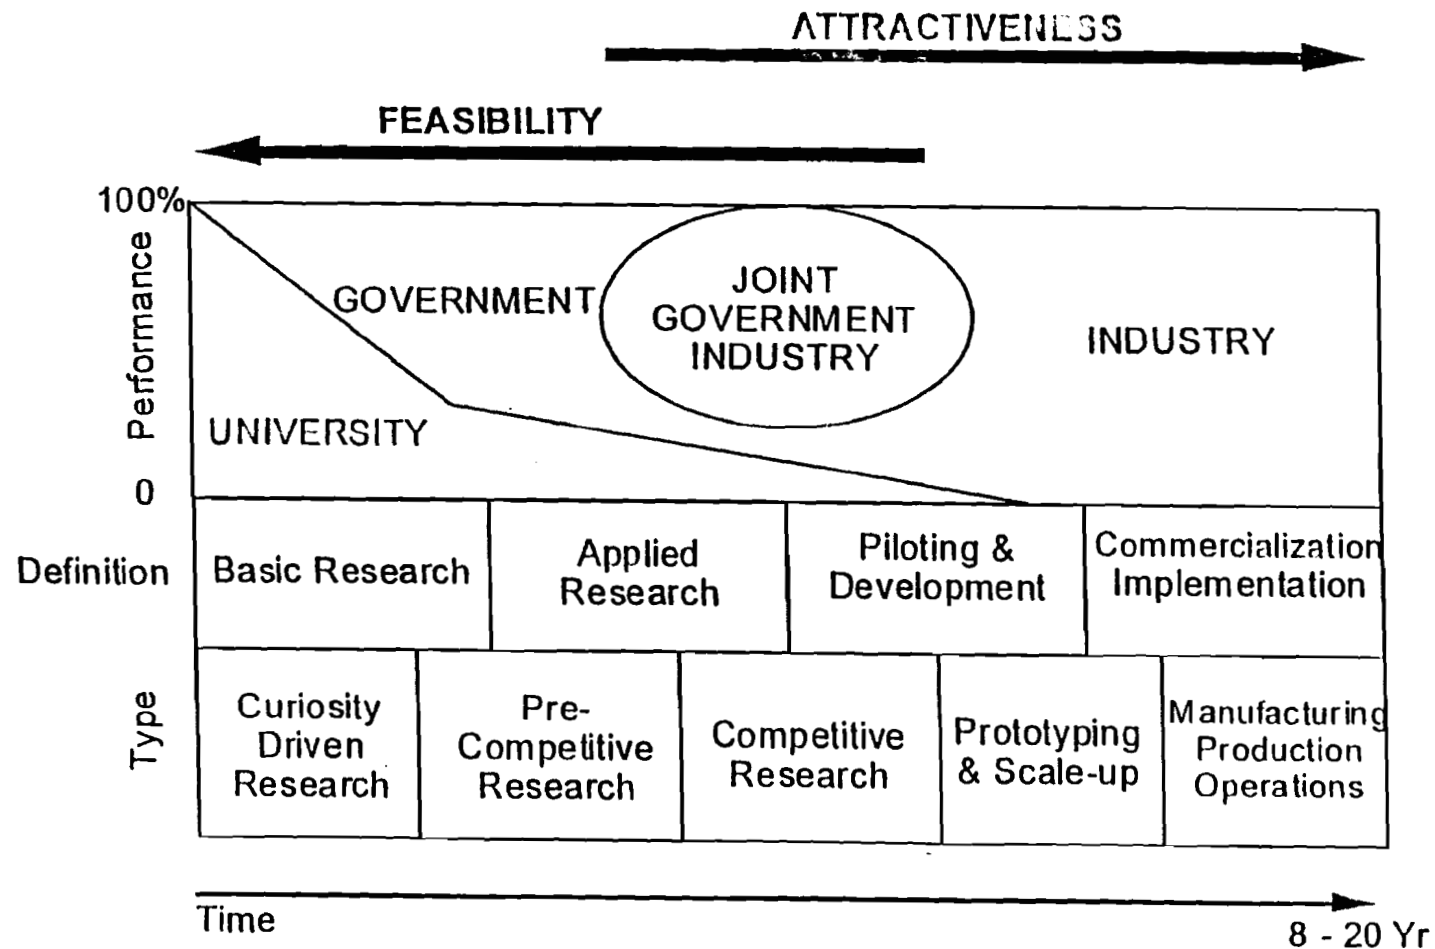 ATTRACTIVENESS
FEASIBILITY
100%
Performance
0
GOVERNMENT
JOINT
GOVERNMENT
INDUSTRY
INDUSTRY
UNIVERSITY
Definition
Basic Research
Applied
Research
Piloting &
Development
Commercialization
Implementation
Type
Curiosity
Driven
Research
Pre-
Competitive
Research
Competitive
Research
Prototyping
& Scale-up
Manufacturing
Production
Operations
Time
8 - 20 Yr